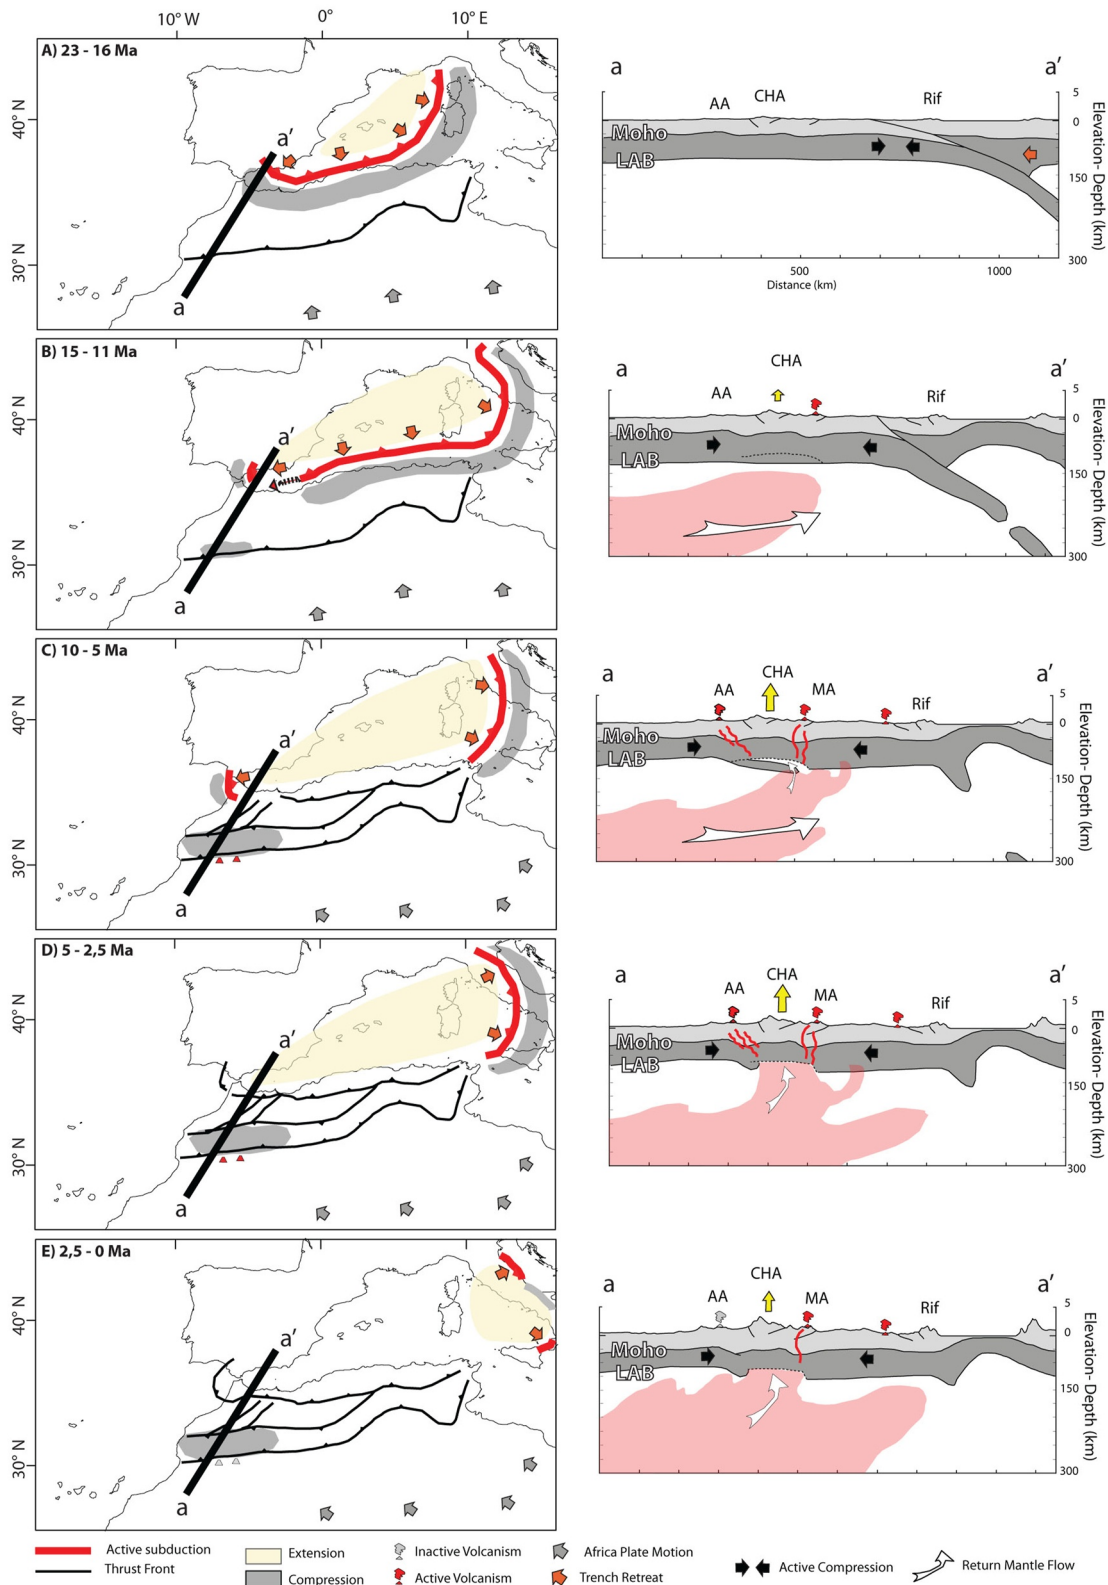 10° W 0° 10° E
A) 23 - 16 Ma
40° N
30° N
a'
a
a a'
AA CHA Rif
Moho
LAB
5
0
150
300
Elevation- Depth (km)
500 1000
Distance (km)
B) 15 - 11 Ma
40° N
30° N
a'
a
a a'
CHA
AA Rif
Moho
LAB
5
0
150
300
Elevation- Depth (km)
C) 10 - 5 Ma
40° N
30° N
a'
a
a a'
AA CHA MA Rif
Moho
LAB
5
0
150
300
Elevation- Depth (km)
D) 5 - 2,5 Ma
40° N
30° N
a'
a
a a'
AA CHA MA Rif
Moho
LAB
5
0
150
300
Elevation- Depth (km)
E) 2,5 - 0 Ma
40° N
30° N
a'
a
a a'
AA CHA MA Rif
Moho
LAB
5
0
150
300
Elevation- Depth (km)
Active subduction
Thrust Front
Extension
Compression
Inactive Volcanism
Active Volcanism
Africa Plate Motion
Trench Retreat
Active Compression
Return Mantle Flow